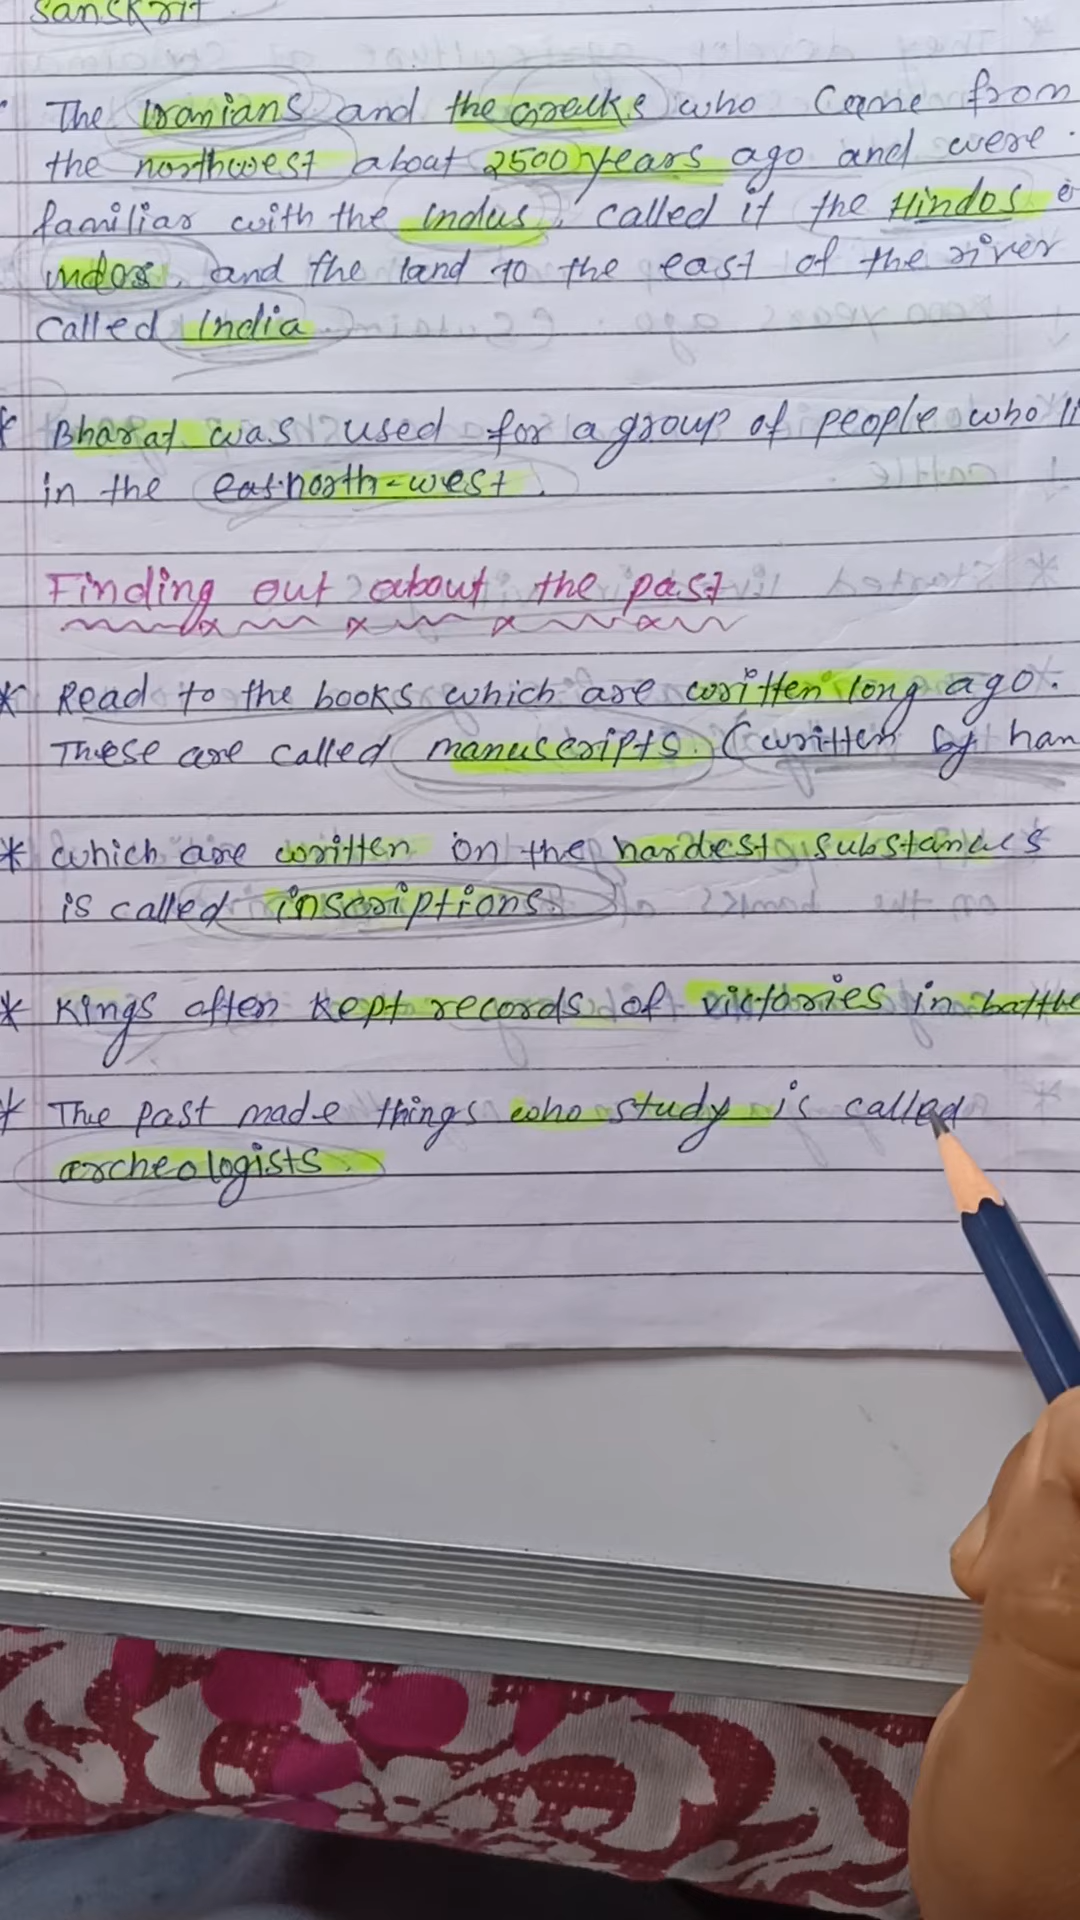 Sanskrit
The Iranians and the Greeks who came from
the northwest about 2500 years ago and were
familiar with the Indus, called it the Hindos
indos, and the land to the east of the river
called India.
* Bharat was used for a group of people who li
in the eas.north-west.
Finding out about the past
* Read to the books which are written long ago.
These are called manuscripts. (written by han
* which are written on the hardest substances
is called inscriptions.
* Kings often kept records of victories in battle
* The past made things who study is called
archeologists.